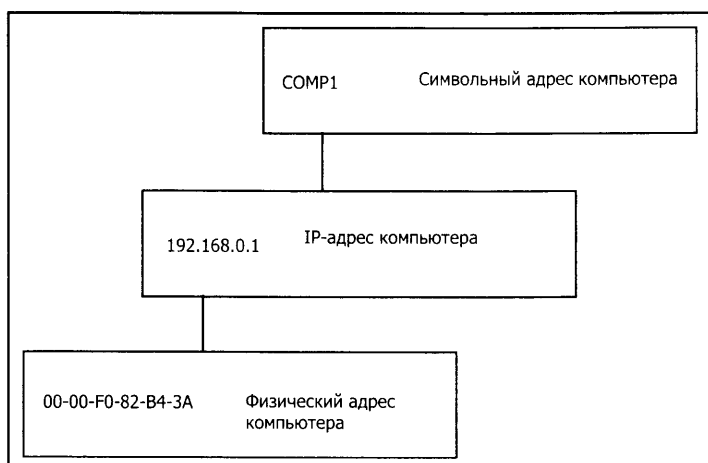 COMP1 Символьный адрес компьютера
192.168.0.1 IP-адрес компьютера
00-00-F0-82-B4-3A Физический адрес
компьютера